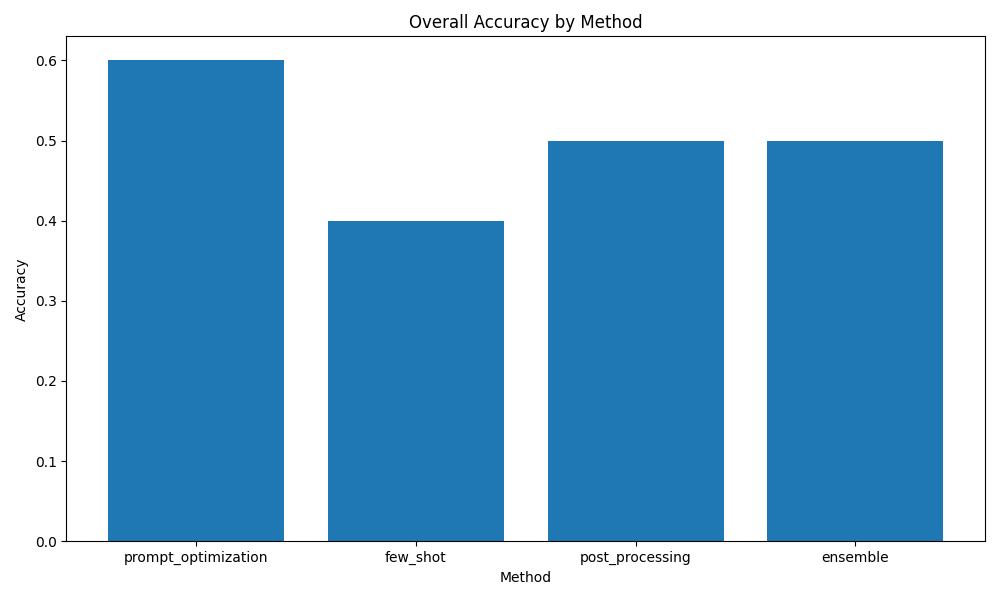 Overall Accuracy by Method
0.6
0.5
0.4
0.3
0.2
0.1
0.0
Accuracy
prompt_optimization few_shot post_processing ensemble
Method